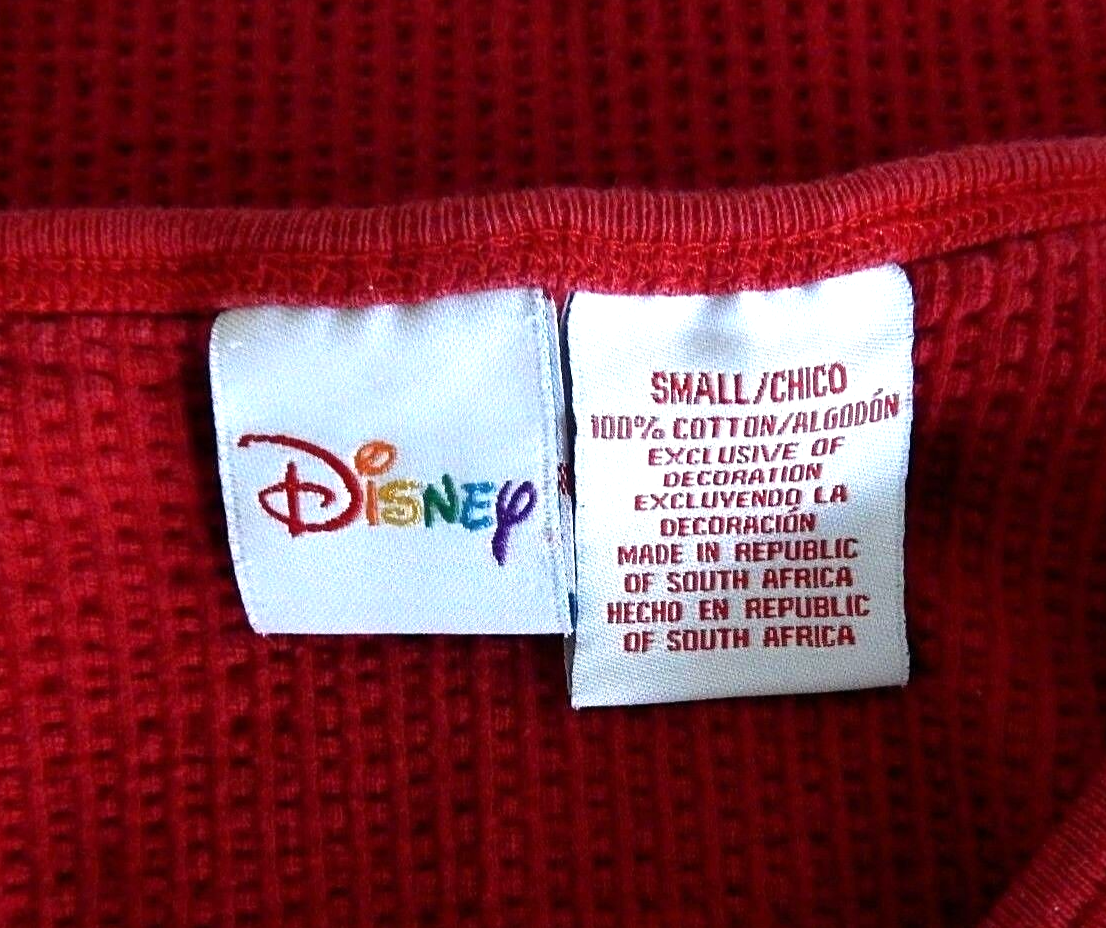 Disney
SMALL/CHICO
100% COTTON/ALGODÓN
EXCLUSIVE OF
DECORATION
EXCLUYENDO LA
DECORACIÓN
MADE IN REPUBLIC
OF SOUTH AFRICA
HECHO EN REPUBLIC
OF SOUTH AFRICA